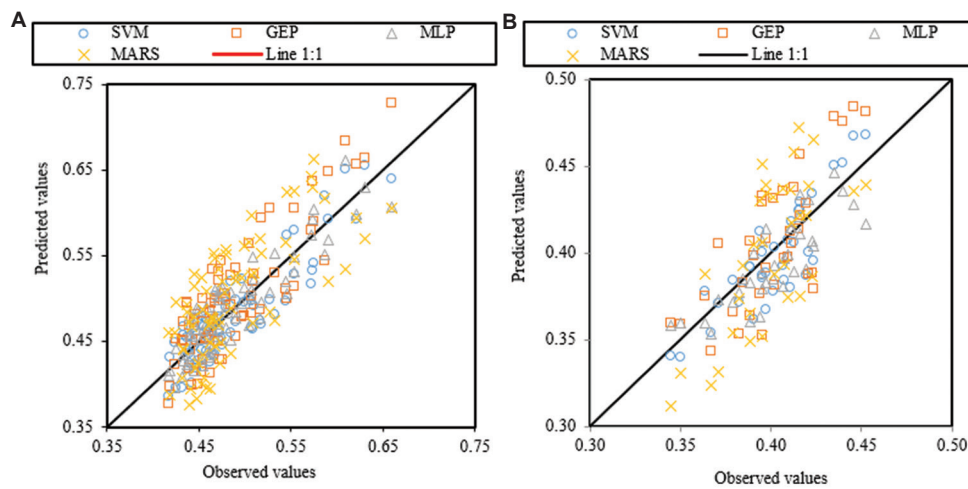 A
SVM GEP MLP
MARS Line 1:1
0.75
0.65
0.55
0.45
0.35
Predicted values
0.35 0.45 0.55 0.65 0.75
Observed values
B
SVM GEP MLP
MARS Line 1:1
0.50
0.45
0.40
0.35
0.30
Predicted values
0.30 0.35 0.40 0.45 0.50
Observed values